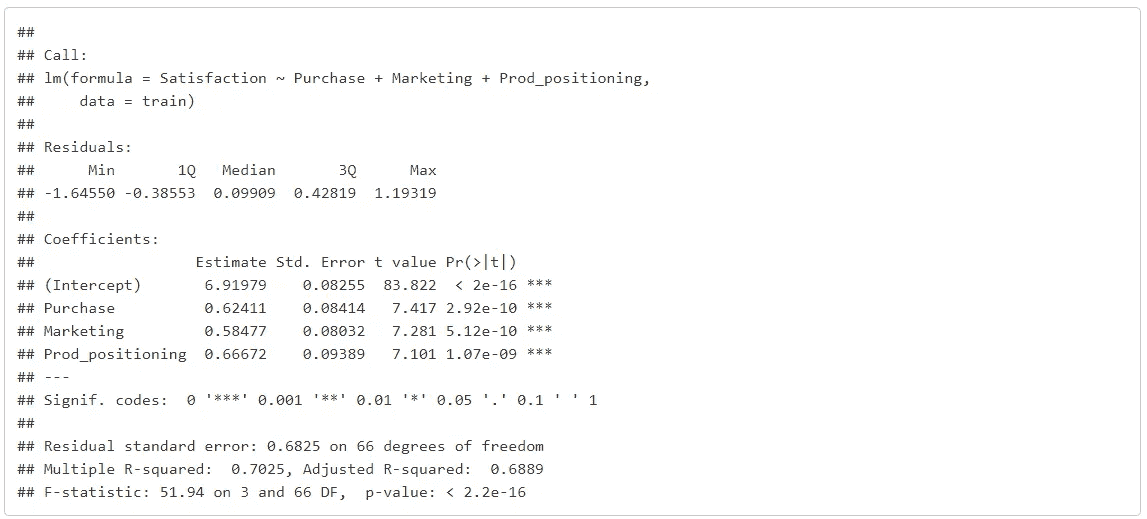 ##
## Call:
## lm(formula = Satisfaction ~ Purchase + Marketing + Prod_positioning,
##     data = train)
##
## Residuals:
##      Min       1Q   Median       3Q      Max
## -1.64550 -0.38553  0.09909  0.42819  1.19319
##
## Coefficients:
##                  Estimate Std. Error t value Pr(>|t|)
## (Intercept)       6.91979    0.08255  83.822  < 2e-16 ***
## Purchase          0.62411    0.08414   7.417 2.92e-10 ***
## Marketing         0.58477    0.08032   7.281 5.12e-10 ***
## Prod_positioning  0.66672    0.09389   7.101 1.07e-09 ***
## ---
## Signif. codes:  0 '***' 0.001 '**' 0.01 '*' 0.05 '.' 0.1 ' ' 1
##
## Residual standard error: 0.6825 on 66 degrees of freedom
## Multiple R-squared:  0.7025, Adjusted R-squared:  0.6889
## F-statistic: 51.94 on 3 and 66 DF,  p-value: < 2.2e-16